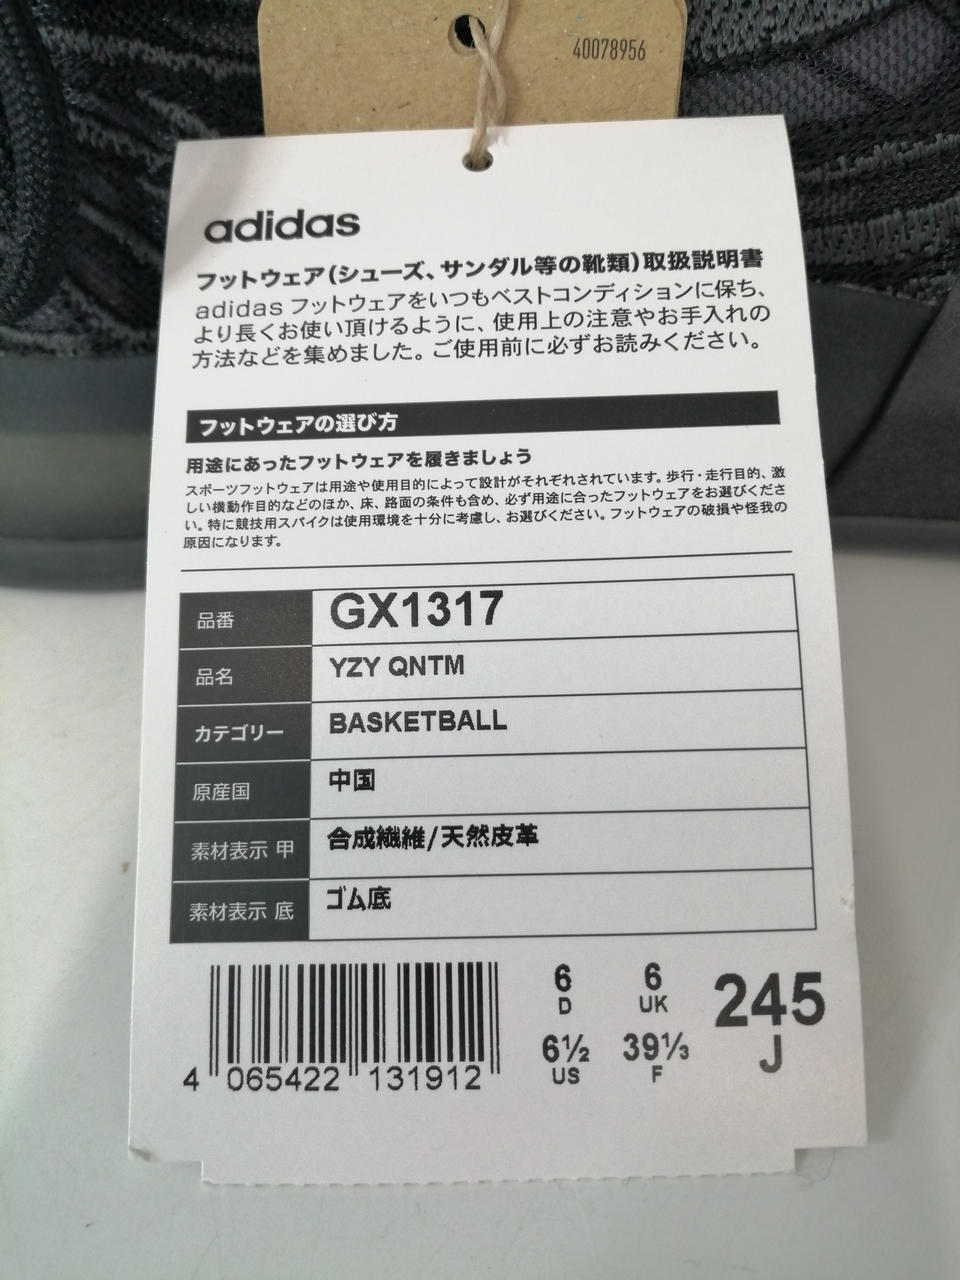 40078956
adidas
フットウェア(シューズ、サンダル等の靴類)取扱説明書
adidas フットウェアをいつもベストコンディションに保ち、
より長くお使い頂けるように、使用上の注意やお手入れの
方法などを集めました。ご使用前に必ずお読みください。
フットウェアの選び方
用途にあったフットウェアを履きましょう
スポーツフットウェアは用途や使用目的によって設計がそれぞれされています。歩行・走行目的、激
しい横動作目的などのほか、床、路面の条件も含め、必ず用途に合ったフットウェアをお選びくださ
い。特に競技用スパイクは使用環境を十分に考慮し、お選びください。フットウェアの破損や怪我の
原因になります。
品番 GX1317
品名 YZY QNTM
カテゴリー BASKETBALL
原産国 中国
素材表示 甲 合成繊維/天然皮革
素材表示 底 ゴム底
6 6 245
D UK J
6½ 39⅓
US F
4 065422 131912